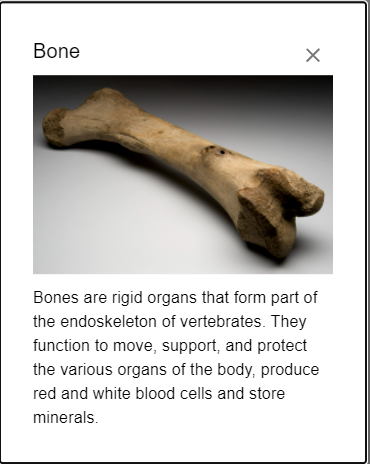 Bone
Bones are rigid organs that form part of
the endoskeleton of vertebrates. They
function to move, support, and protect
the various organs of the body, produce
red and white blood cells and store
minerals.